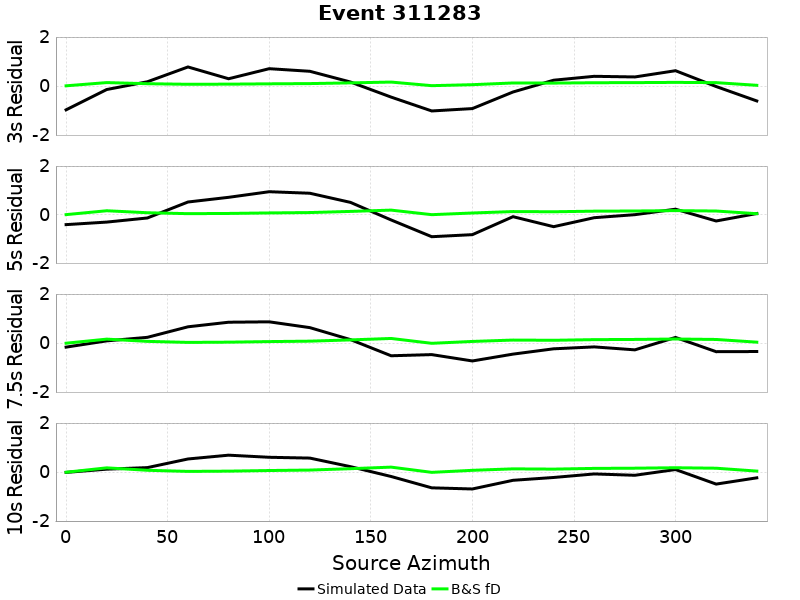 Event 311283
3s Residual
2
0
-2
5s Residual
2
0
-2
7.5s Residual
2
0
-2
10s Residual
2
0
-2
0 50 100 150 200 250 300
Source Azimuth
Simulated Data B&S fD